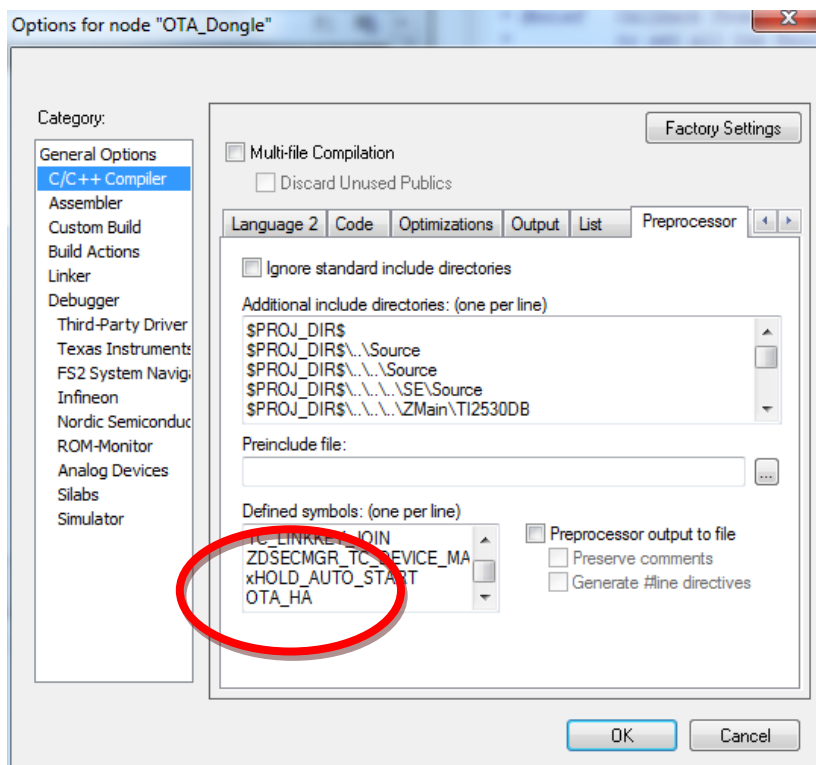 Options for node "OTA_Dongle"
Category:
General Options
C/C++ Compiler
Assembler
Custom Build
Build Actions
Linker
Debugger
Third-Party Driver
Texas Instruments
FS2 System Naviga
Infineon
Nordic Semiconduc
ROM-Monitor
Analog Devices
Silabs
Simulator
Factory Settings
Multi-file Compilation
Discard Unused Publics
Language 2 Code Optimizations Output List Preprocessor
Ignore standard include directories
Additional include directories: (one per line)
$PROJ_DIR$
$PROJ_DIR$\..\Source
$PROJ_DIR$\..\..\Source
$PROJ_DIR$\..\..\..\SE\Source
$PROJ_DIR$\..\..\..\ZMain\TI2530DB
Preinclude file:
...
Defined symbols: (one per line)
TC_LINKKEY_JOIN
ZDSECMGR_TC_DEVICE_MA
xHOLD_AUTO_START
OTA_HA
Preprocessor output to file
Preserve comments
Generate #line directives
OK Cancel